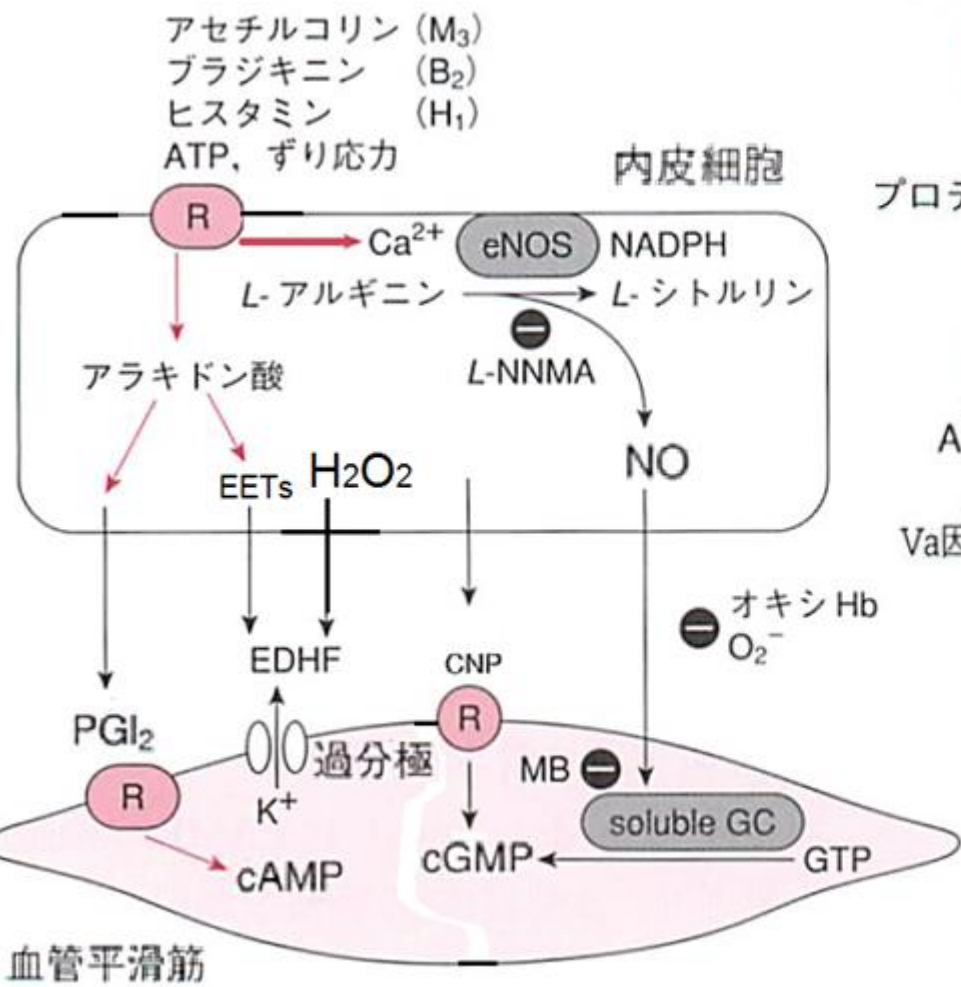 アセチルコリン (M₃)
ブラジキニン (B₂)
ヒスタミン (H₁)
ATP, ずり応力
内皮細胞
プロテ
R
Ca²⁺
eNOS
NADPH
L-アルギニン
L-シトルリン
L-NNMA
アラキドン酸
NO
A
EETs
H₂O₂
Va因
オキシHb
O₂⁻
EDHF
CNP
PGI₂
R
過分極
MB
R
K⁺
soluble GC
cAMP
cGMP
GTP
血管平滑筋